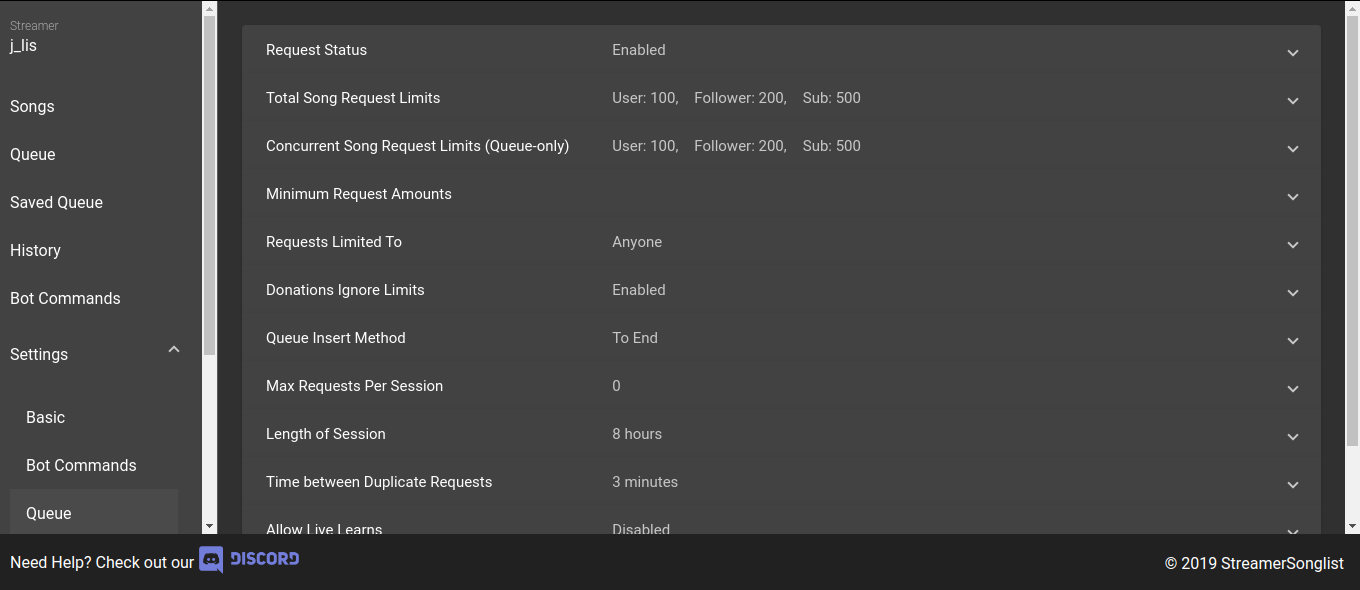 Streamer
j_lis
Songs
Queue
Saved Queue
History
Bot Commands
Settings
Basic
Bot Commands
Queue
Request Status Enabled
Total Song Request Limits User: 100, Follower: 200, Sub: 500
Concurrent Song Request Limits (Queue-only) User: 100, Follower: 200, Sub: 500
Minimum Request Amounts
Requests Limited To Anyone
Donations Ignore Limits Enabled
Queue Insert Method To End
Max Requests Per Session 0
Length of Session 8 hours
Time between Duplicate Requests 3 minutes
Allow Live Learns Disabled
Need Help? Check out our DISCORD
© 2019 StreamerSonglist